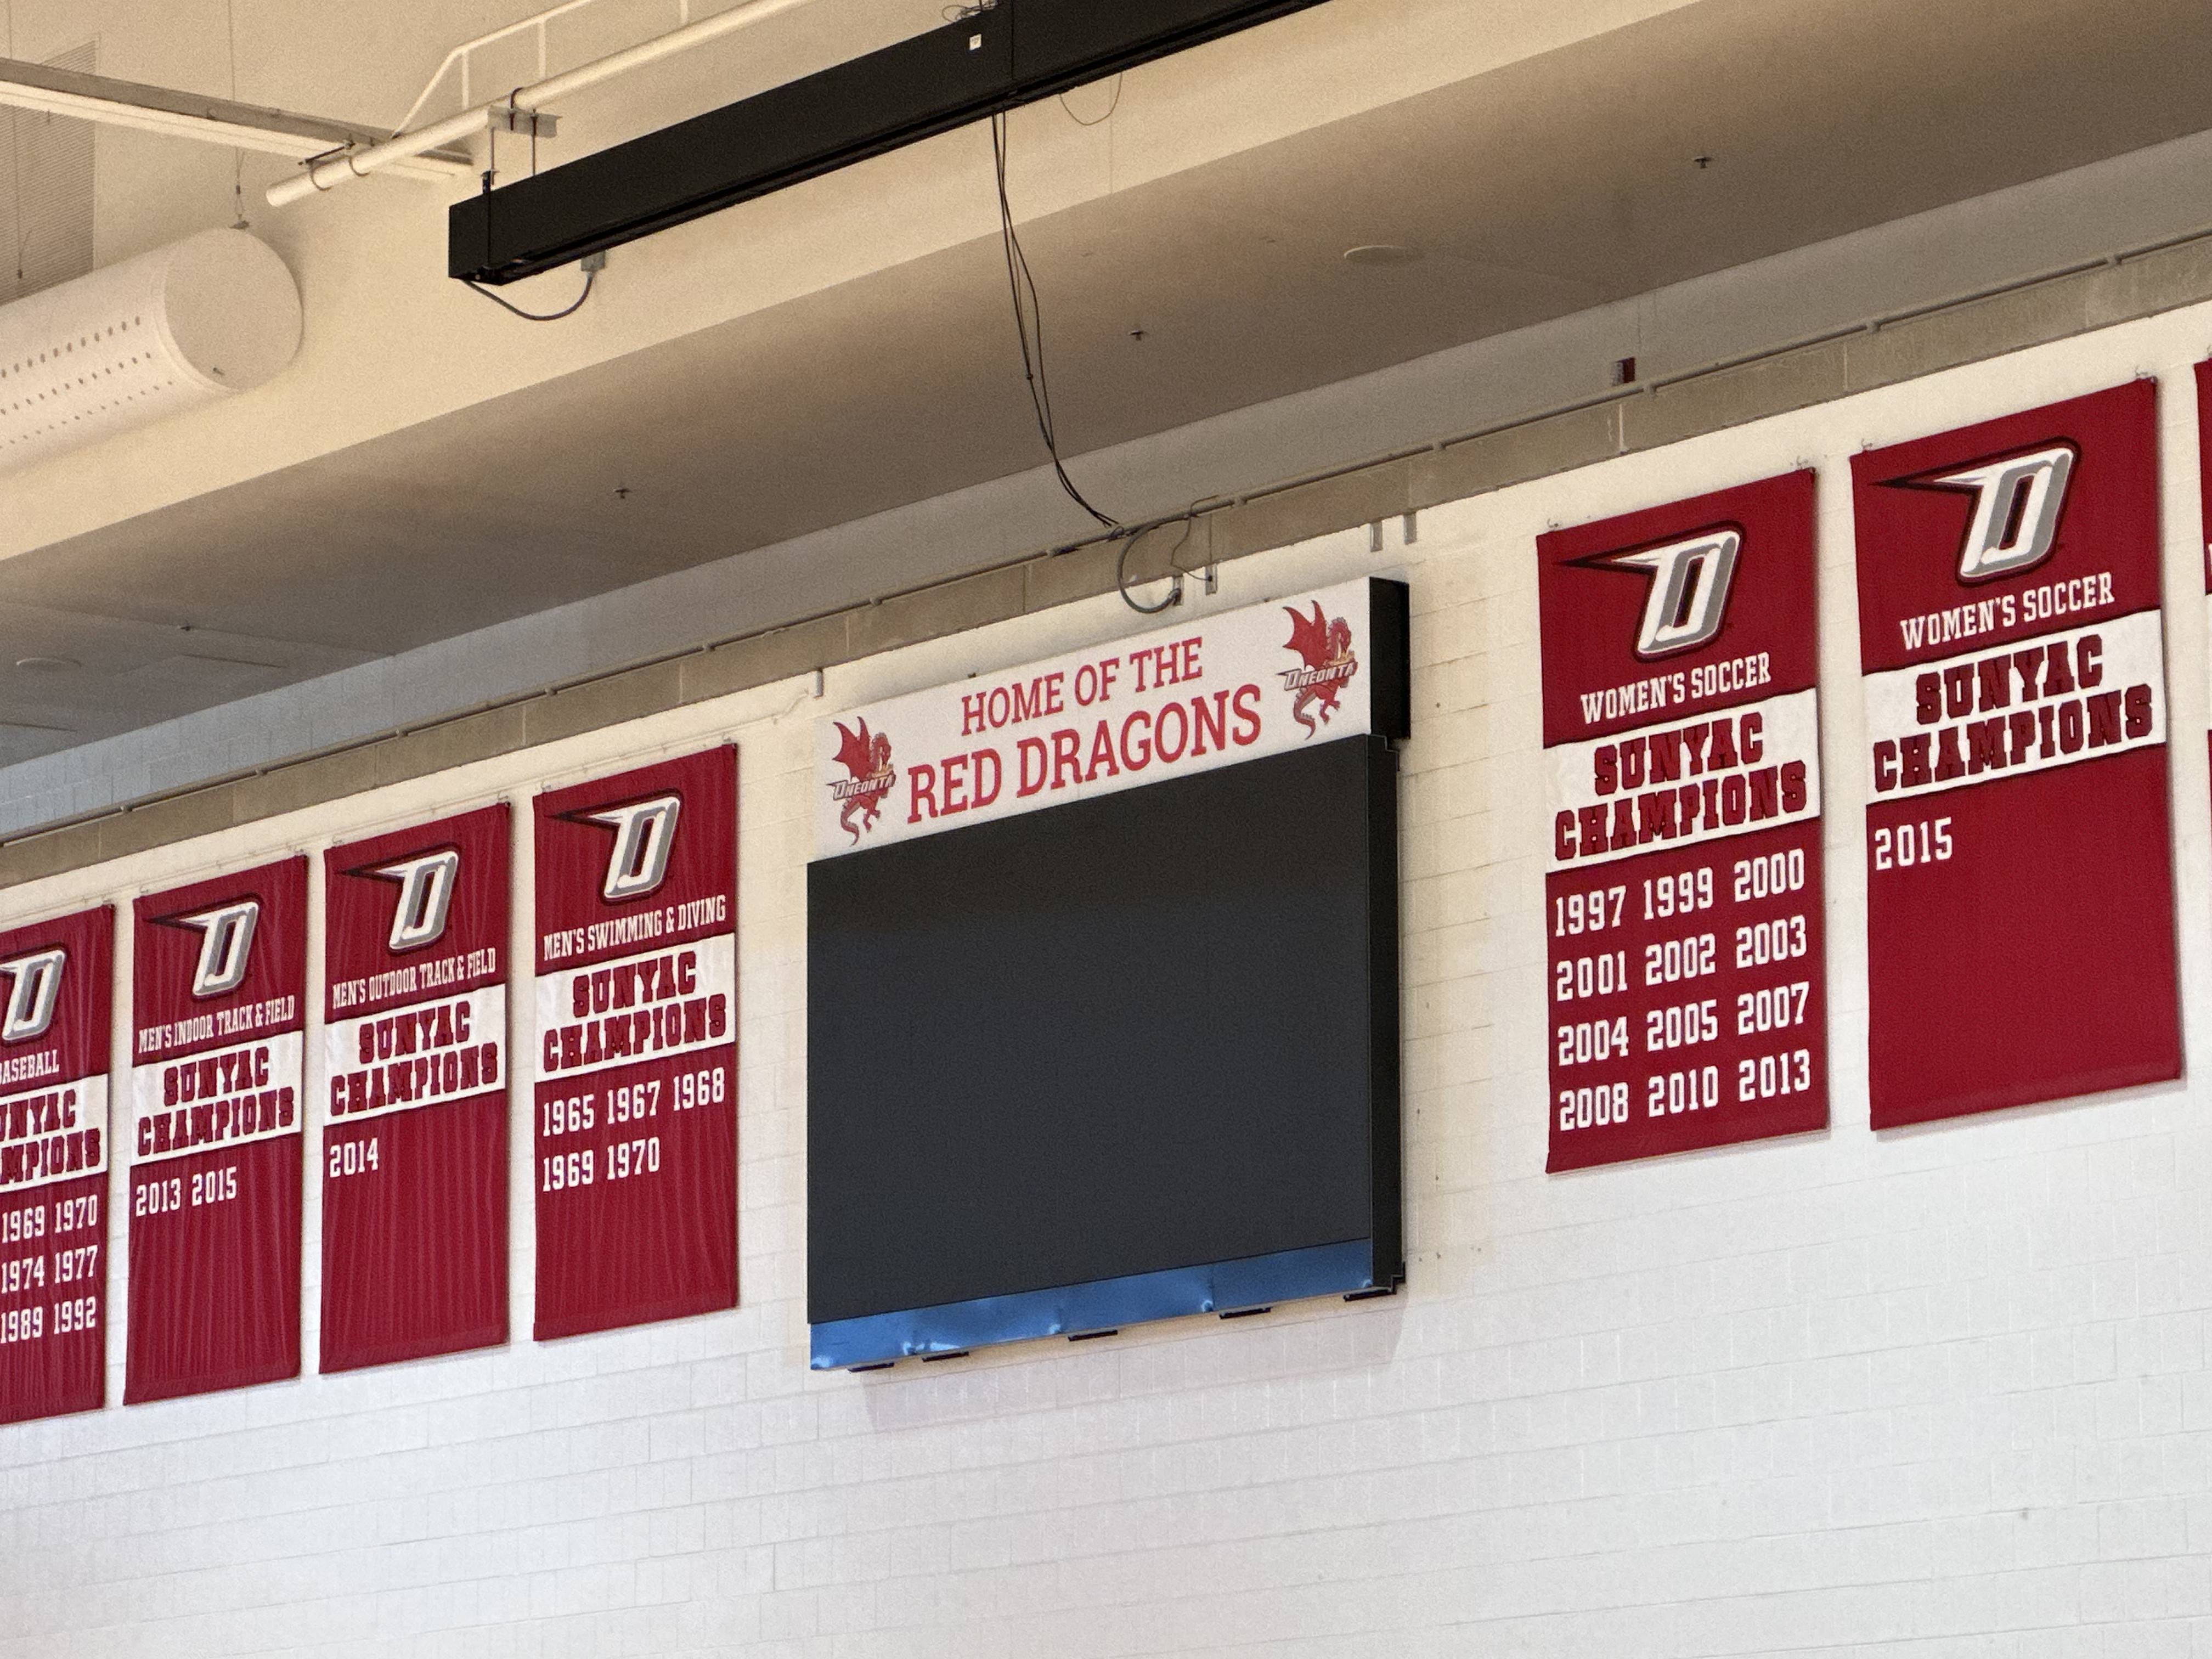 BASEBALL
1969 1970
1974 1977
1989 1992
MEN'S INDOOR TRACK & FIELD
SUNYAC
CHAMPIONS
2013 2015
MEN'S OUTDOOR TRACK & FIELD
SUNYAC
CHAMPIONS
2014
MEN'S SWIMMING & DIVING
SUNYAC
CHAMPIONS
1965 1967 1968
1969 1970
HOME OF THE
RED DRAGONS
ONEONTA
ONEONTA
WOMEN'S SOCCER
SUNYAC
CHAMPIONS
1997 1999 2000
2001 2002 2003
2004 2005 2007
2008 2010 2013
WOMEN'S SOCCER
SUNYAC
CHAMPIONS
2015